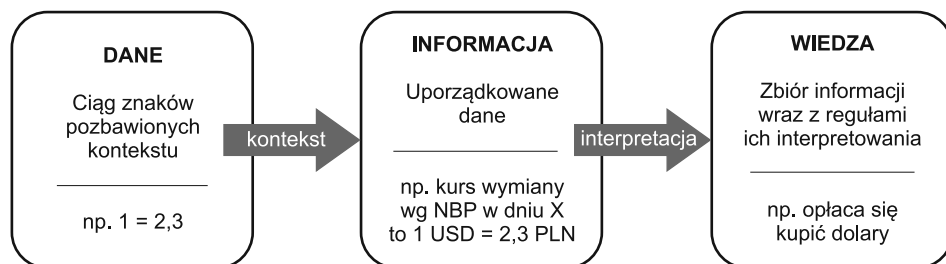 DANE
Ciąg znaków
pozbawionych
kontekstu
np. 1 = 2,3
kontekst
INFORMACJA
Uporządkowane
dane
np. kurs wymiany
wg NBP w dniu X
to 1 USD = 2,3 PLN
interpretacja
WIEDZA
Zbiór informacji
wraz z regułami
ich interpretowania
np. opłaca się
kupić dolary